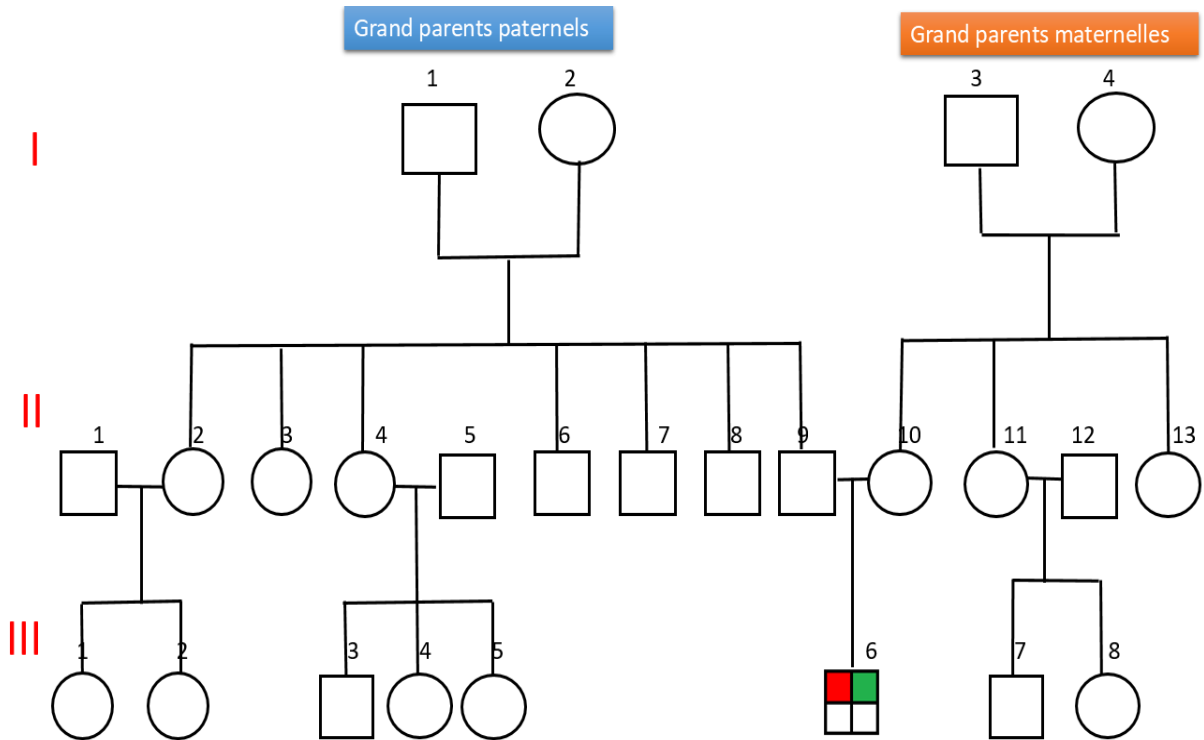 Grand parents paternels
Grand parents maternelles
1 2 3 4
I
II
1 2 3 4 5 6 7 8 9 10 11 12 13
III
1 2 3 4 5 6 7 8